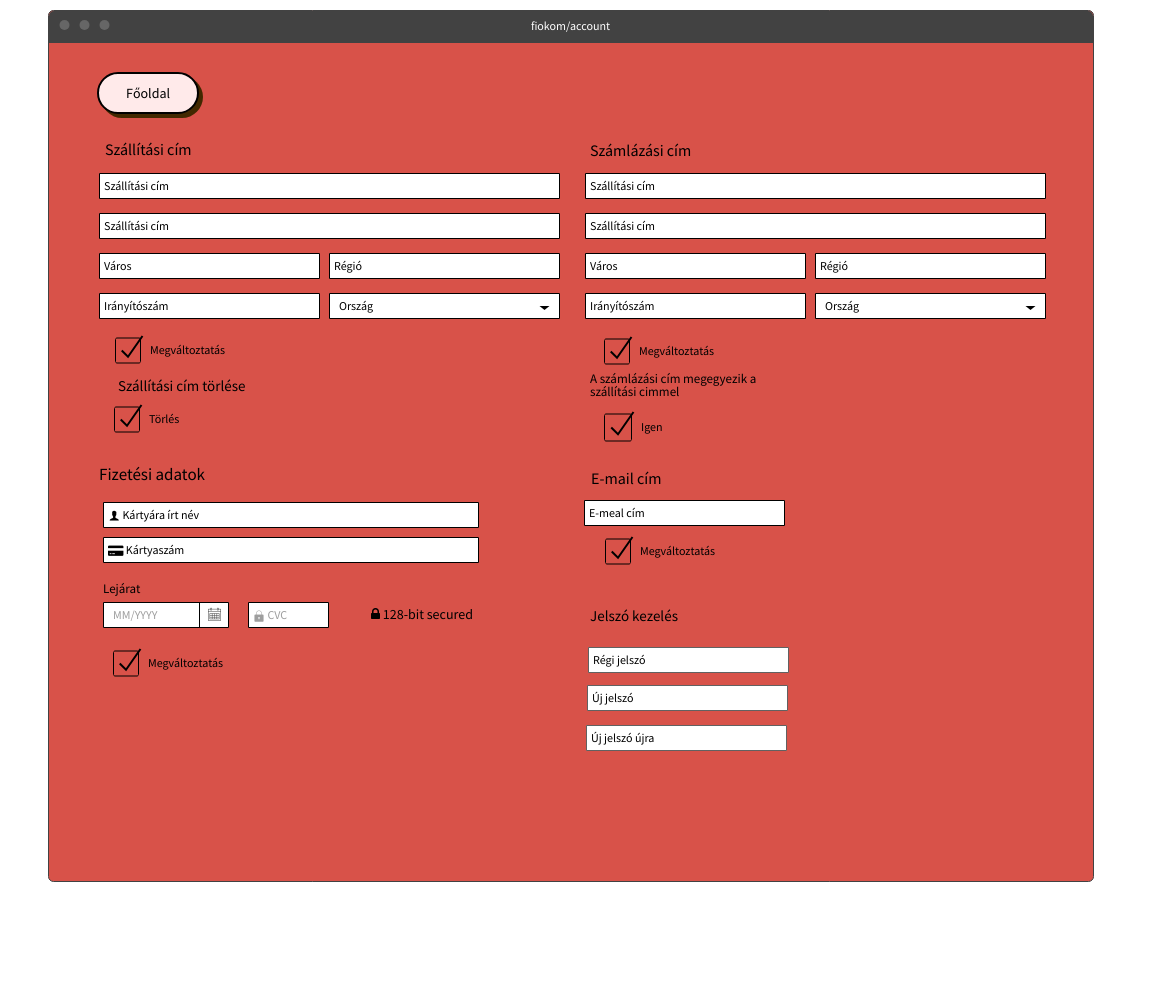 fiokom/account
Főoldal
Szállítási cím
Szállítási cím
Szállítási cím
Város
Régió
Irányítószám
Ország
Megváltoztatás
Szállítási cím törlése
Törlés
Számlázási cím
Szállítási cím
Szállítási cím
Város
Régió
Irányítószám
Ország
Megváltoztatás
A számlázási cím megegyezik a
szállítási cimmel
Igen
Fizetési adatok
Kártyára írt név
Kártyaszám
Lejárat
MM/YYYY
CVC
128-bit secured
Megváltoztatás
E-mail cím
E-meal cím
Megváltoztatás
Jelszó kezelés
Régi jelszó
Új jelszó
Új jelszó újra